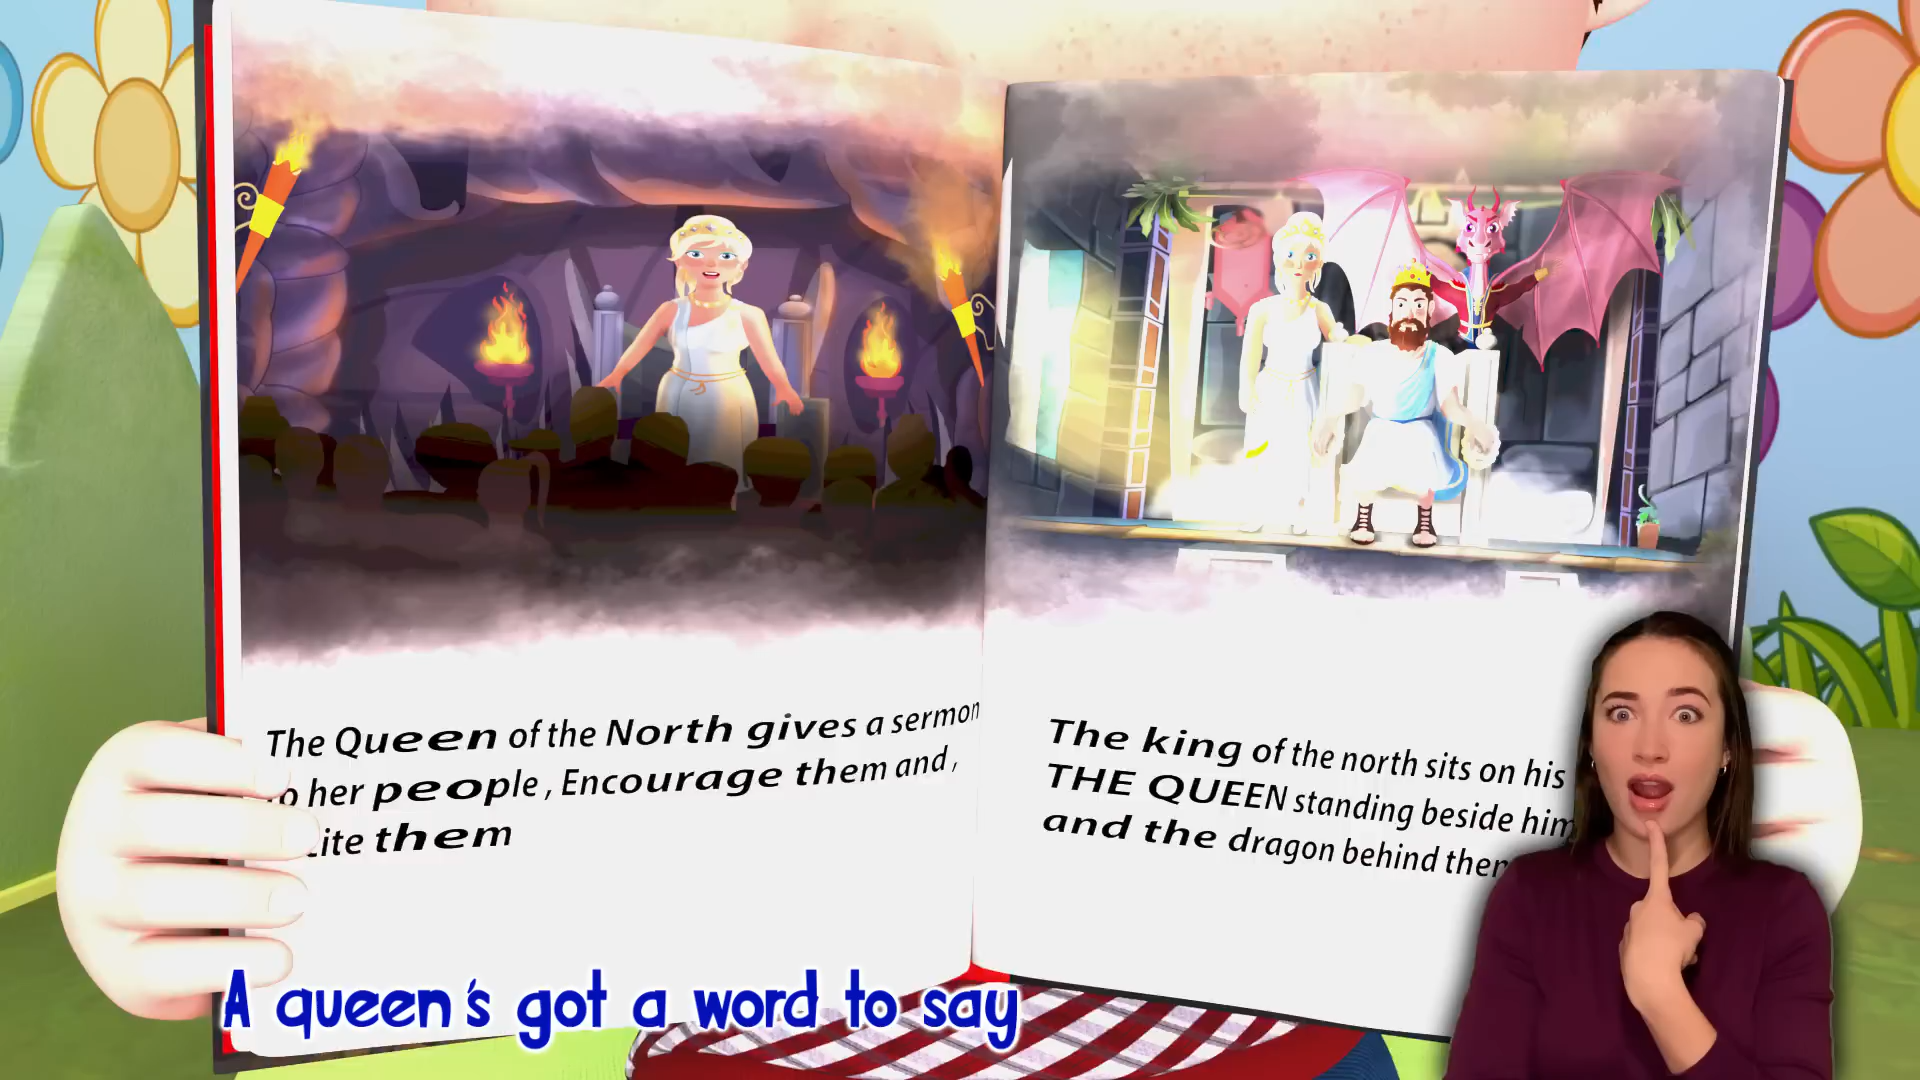 The Queen of the North gives a sermon
her people, Encourage them and,
them
The king of the north sits on his
THE QUEEN standing beside him
and the dragon behind
A queen's got a word to say